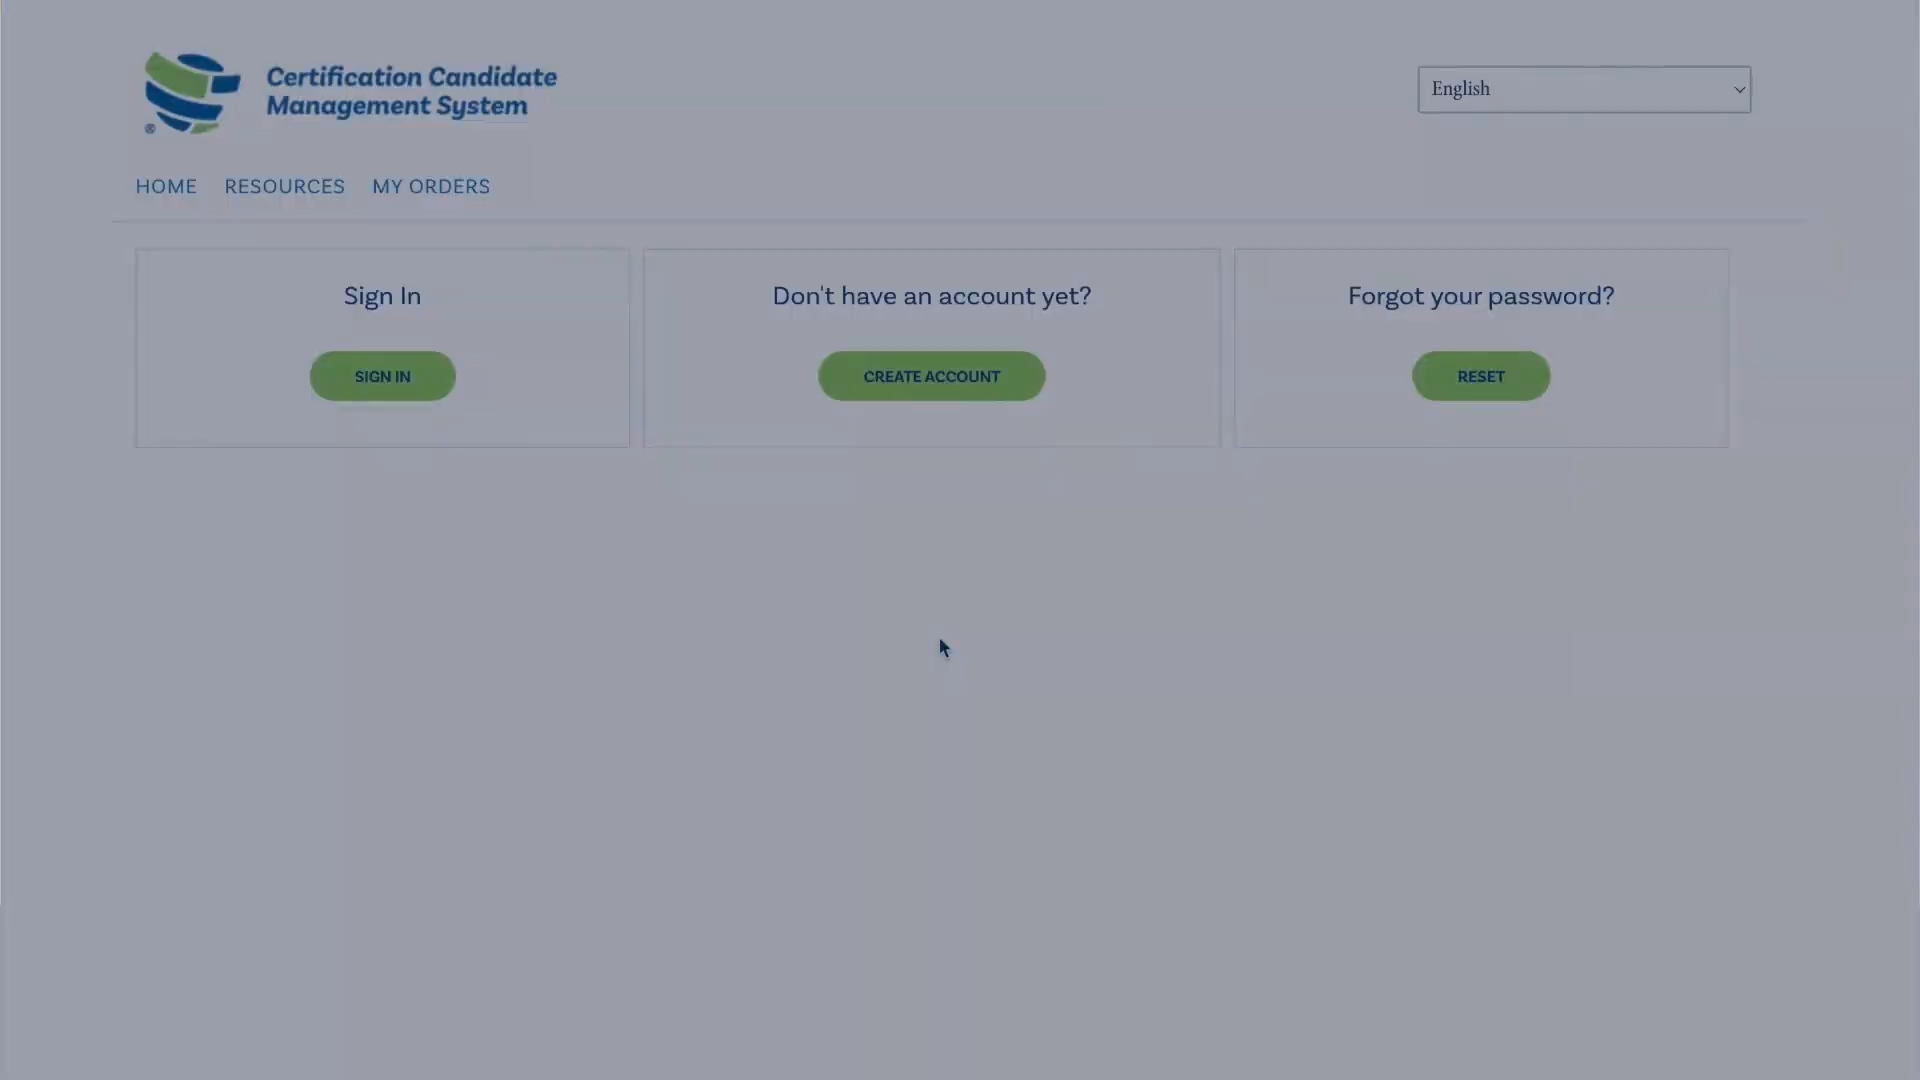 Certification Candidate
Management System
®
English
HOME RESOURCES MY ORDERS
Sign In
SIGN IN
Don't have an account yet?
CREATE ACCOUNT
Forgot your password?
RESET